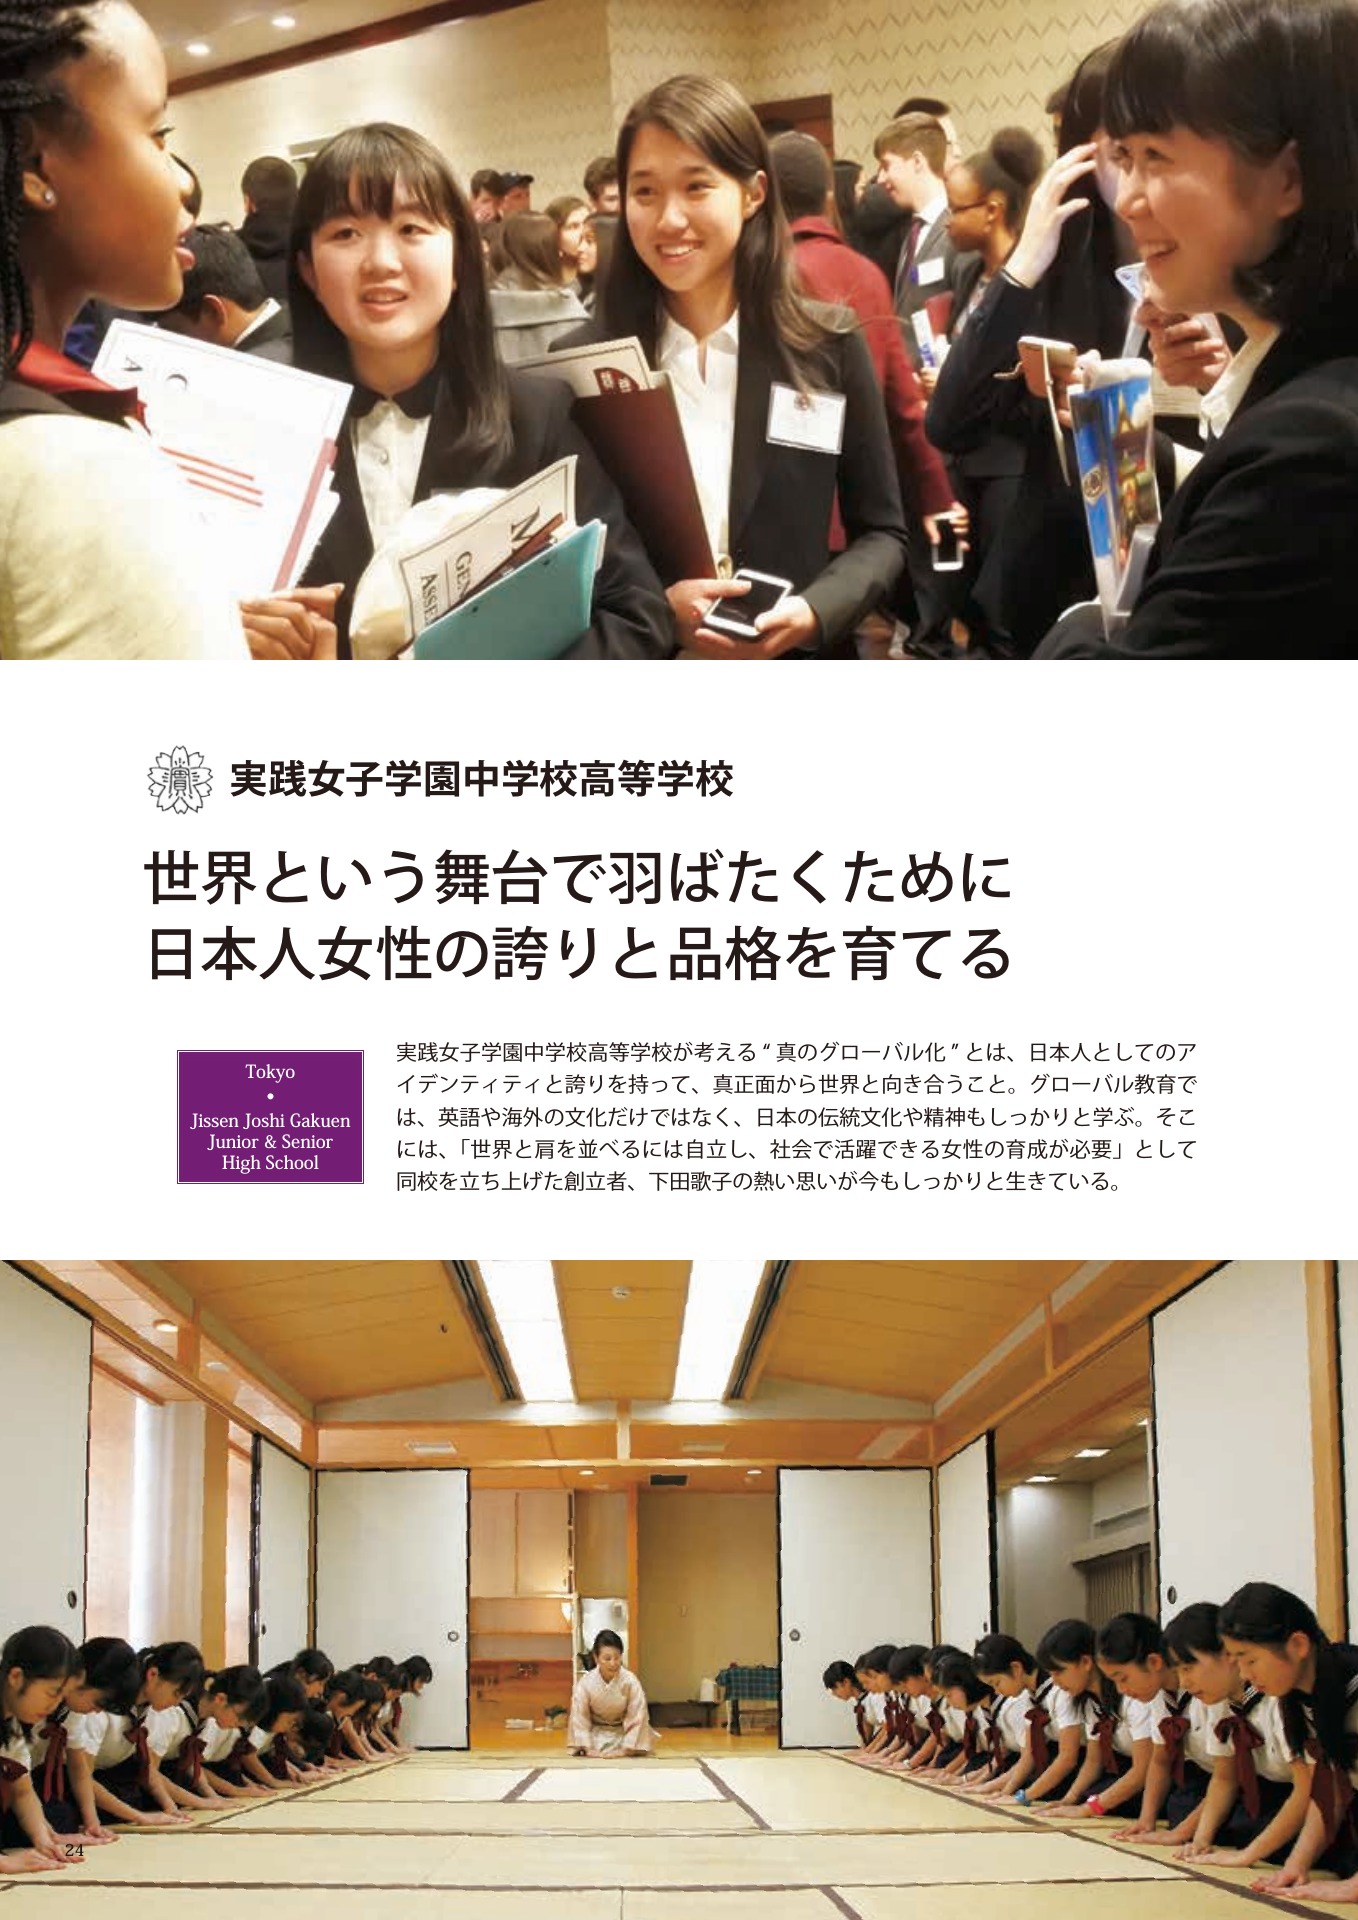 GEN
ASSE
實
実践女子学園中学校高等学校
世界という舞台で羽ばたくために
日本人女性の誇りと品格を育てる
Tokyo
•
Jissen Joshi Gakuen
Junior & Senior
High School
実践女子学園中学校高等学校が考える “ 真のグローバル化 ” とは、日本人としてのア
イデンティティと誇りを持って、真正面から世界と向き合うこと。グローバル教育で
は、英語や海外の文化だけではなく、日本の伝統文化や精神もしっかりと学ぶ。そこ
には、「世界と肩を並べるには自立し、社会で活躍できる女性の育成が必要」として
同校を立ち上げた創立者、下田歌子の熱い思いが今もしっかりと生きている。
24